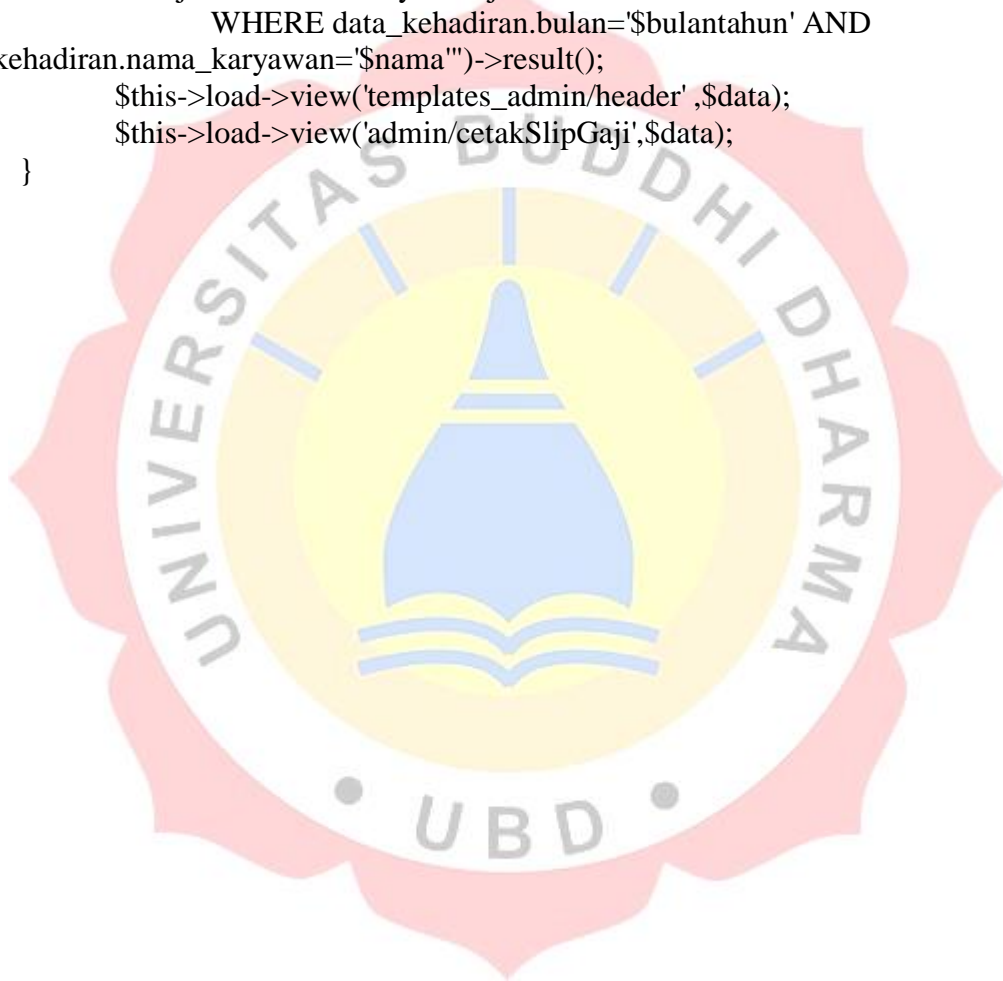 WHERE data_kehadiran.bulan='$bulantahun' AND
kehadiran.nama_karyawan='$nama'")->result();
$this->load->view('templates_admin/header' ,$data);
$this->load->view('admin/cetakSlipGaji',$data);
}
UNIVERSITAS BUDDHI DHARMA
• UBD •